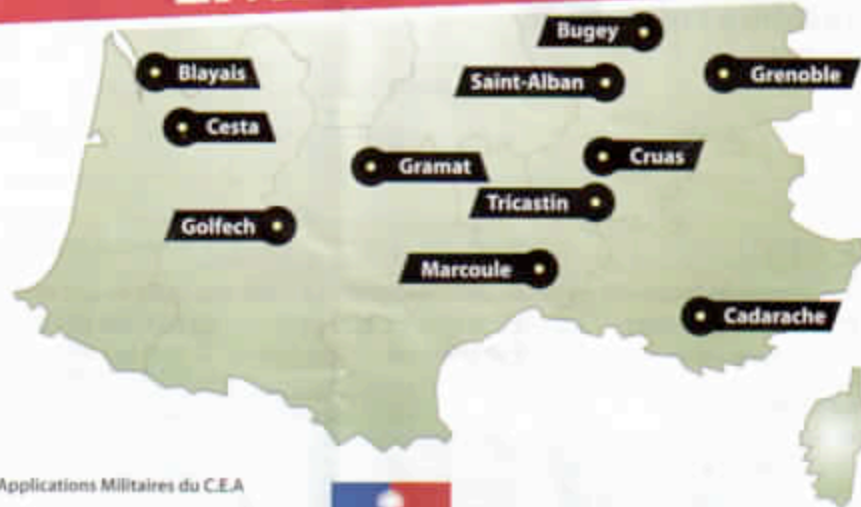 Bugey
Blayais
Saint-Alban
Grenoble
Cesta
Gramat
Cruas
Tricastin
Golfech
Marcoule
Cadarache
Applications Militaires du C.E.A